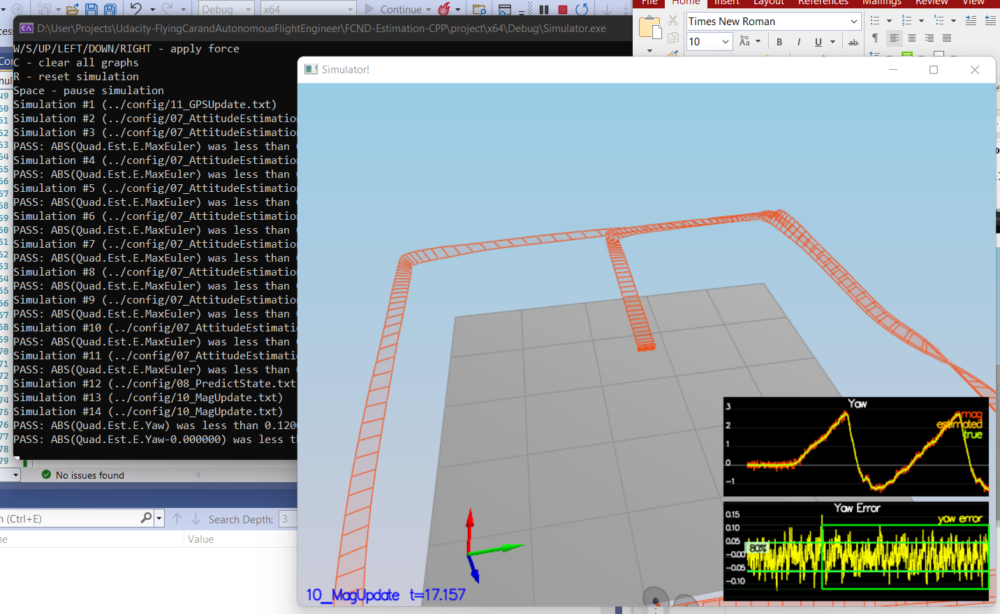 File Home Insert Layout References Mailings Review View
Debug x64 Continue
D:\User\Projects\Udacity-FlyingCarandAutonomousFlightEngineer\FCND-Estimation-CPP\project\x64\Debug\Simulator.exe
Times New Roman
10 Aa B I U ab
W/S/UP/LEFT/DOWN/RIGHT - apply force
C - clear all graphs
R - reset simulation
Space - pause simulation
Simulation #1 (../config/11_GPSUpdate.txt)
Simulation #2 (../config/07_AttitudeEstimatio
Simulation #3 (../config/07_AttitudeEstimatio
PASS: ABS(Quad.Est.E.MaxEuler) was less than
Simulation #4 (../config/07_AttitudeEstimatio
PASS: ABS(Quad.Est.E.MaxEuler) was less than
Simulation #5 (../config/07_AttitudeEstimatio
PASS: ABS(Quad.Est.E.MaxEuler) was less than
Simulation #6 (../config/07_AttitudeEstimatio
PASS: ABS(Quad.Est.E.MaxEuler) was less than
Simulation #7 (../config/07_AttitudeEstimatio
PASS: ABS(Quad.Est.E.MaxEuler) was less than
Simulation #8 (../config/07_AttitudeEstimatio
PASS: ABS(Quad.Est.E.MaxEuler) was less than
Simulation #9 (../config/07_AttitudeEstimatio
PASS: ABS(Quad.Est.E.MaxEuler) was less than
Simulation #10 (../config/07_AttitudeEstimati
PASS: ABS(Quad.Est.E.MaxEuler) was less than
Simulation #11 (../config/07_AttitudeEstimati
PASS: ABS(Quad.Est.E.MaxEuler) was less than
Simulation #12 (../config/08_PredictState.txt
Simulation #13 (../config/10_MagUpdate.txt)
Simulation #14 (../config/10_MagUpdate.txt)
PASS: ABS(Quad.Est.E.Yaw) was less than 0.120
PASS: ABS(Quad.Est.E.Yaw-0.000000) was less th
No issues found
(Ctrl+E)
Search Depth: 3
Value
Simulator!
Yaw
mag
estimated
true
3
2
1
0
-1
Yaw Error
yaw error
0.15
0.10
0.05
-0.00
-0.05
-0.10
80%
10_MagUpdate t=17.157